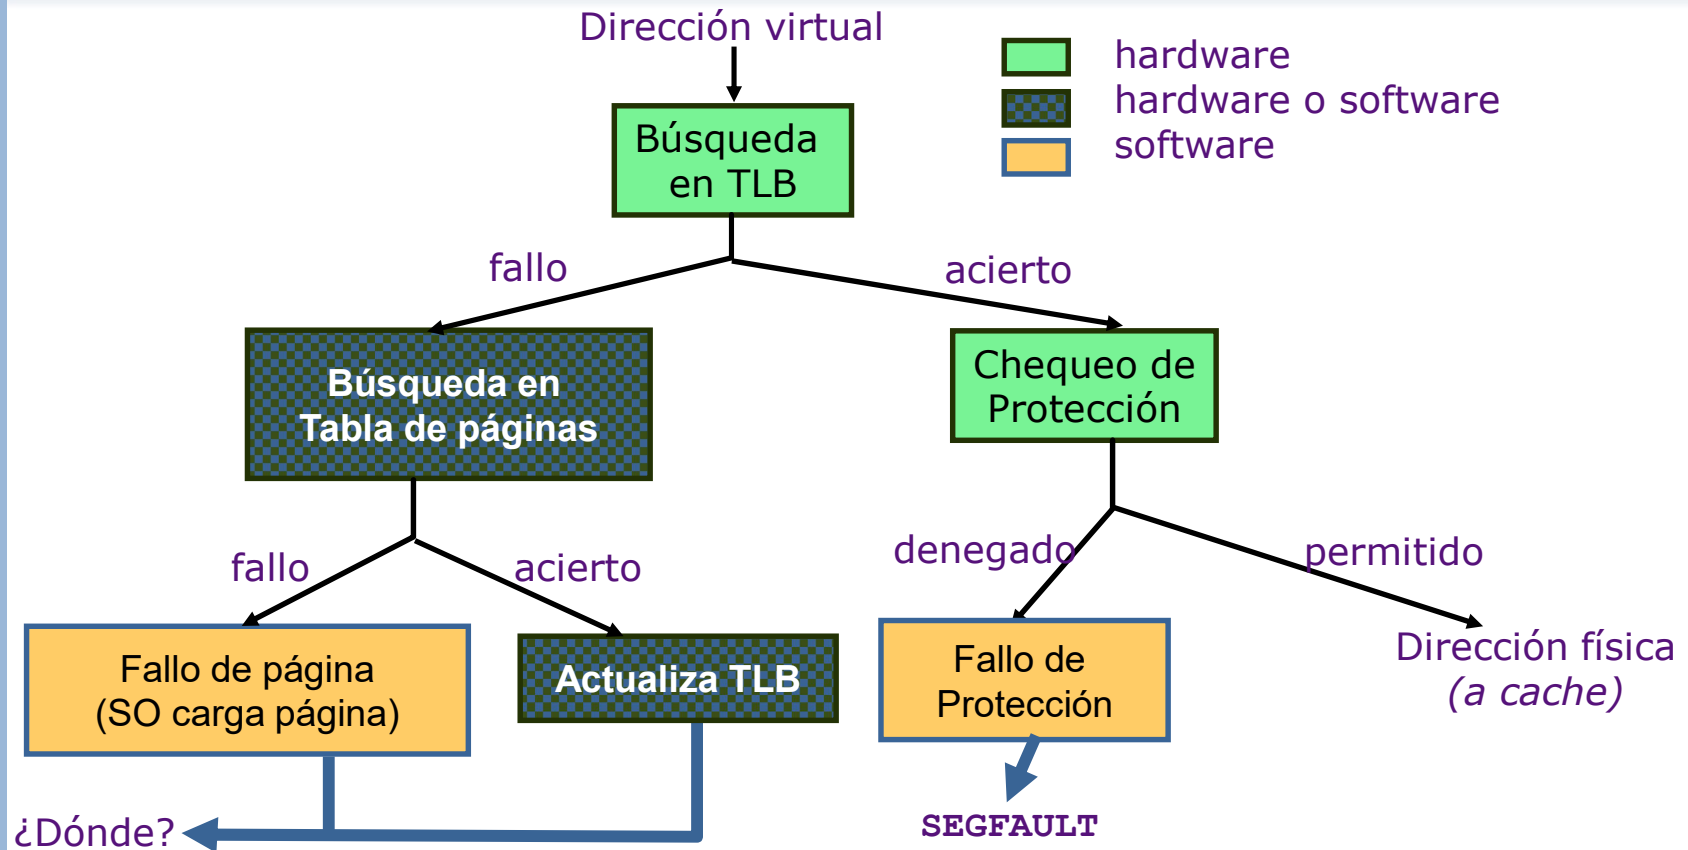 Dirección virtual
hardware
hardware o software
software
Búsqueda
en TLB
fallo
acierto
Búsqueda en
Tabla de páginas
Chequeo de
Protección
fallo
acierto
denegado
permitido
Fallo de página
(SO carga página)
Actualiza TLB
Fallo de
Protección
Dirección física
(a cache)
¿Dónde?
SEGFAULT